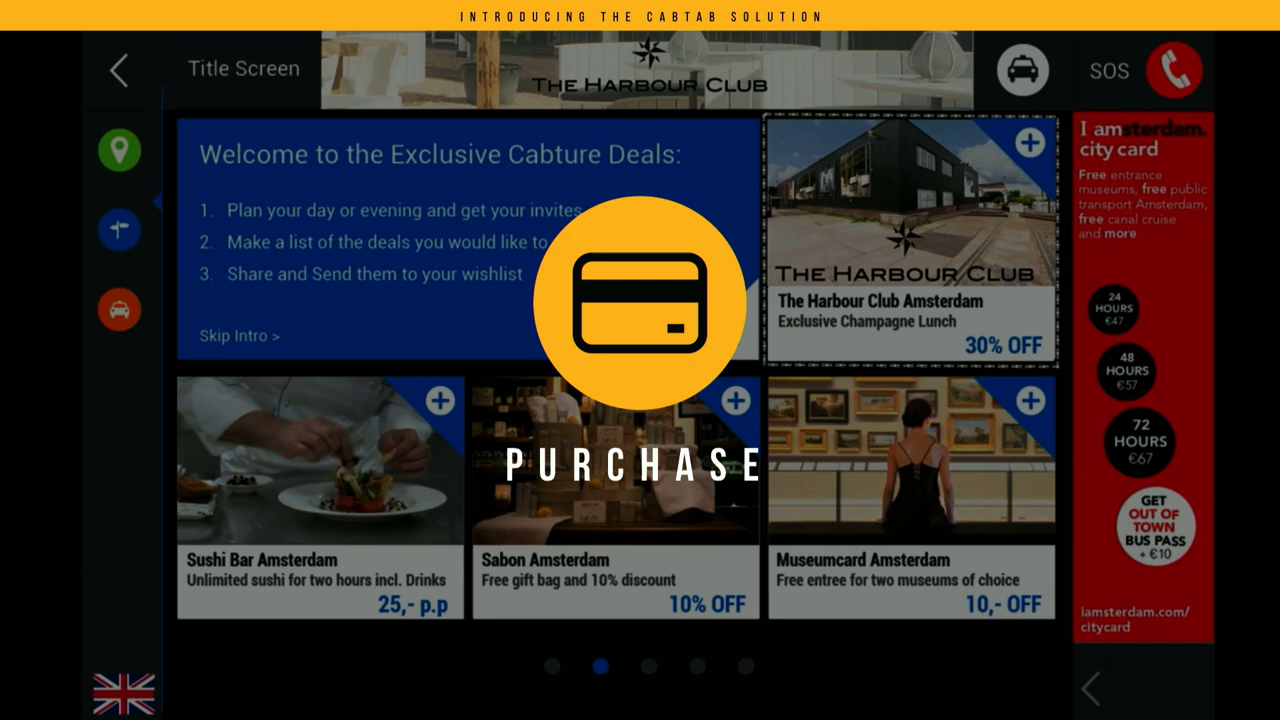 INTRODUCING THE CABTAB SOLUTION
Title Screen
THE HARBOUR CLUB
SOS
Welcome to the Exclusive Cabture Deals:
1. Plan your day or evening and get your invites
2. Make a list of the deals you would like to
3. Share and Send them to your wishlist
Skip Intro >
THE HARBOUR CLUB
The Harbour Club Amsterdam
Exclusive Champagne Lunch
30% OFF
PURCHASE
Sushi Bar Amsterdam
Unlimited sushi for two hours incl. Drinks
25,- p.p
Sabon Amsterdam
Free gift bag and 10% discount
10% OFF
Museumcard Amsterdam
Free entree for two museums of choice
10,- OFF
I amsterdam.
city card
Free entrance
museums, free public
transport Amsterdam,
free canal cruise
and more
24
HOURS
€47
48
HOURS
€57
72
HOURS
€67
GET
OUT OF
TOWN
BUS PASS
+ €10
iamsterdam.com/
citycard